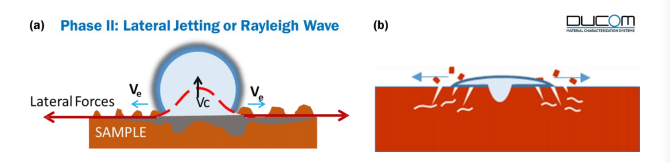 (a) Phase II: Lateral Jetting or Rayleigh Wave
(b)
DUCOM
MATERIAL CHARACTERIZATION SYSTEMS
Ve
Ve
Vc
Lateral Forces
SAMPLE